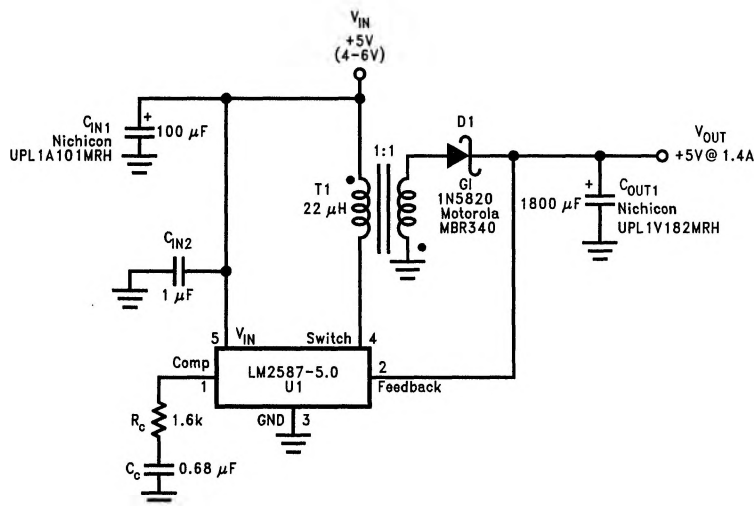 V_IN
+5V
(4-6V)
C_IN1
Nichicon
UPL1A101MRH
+
100 μF
1:1
T1
22 μH
D1
GI
1N5820
Motorola
MBR340
V_OUT
+5V @ 1.4A
+
1800 μF
C_OUT1
Nichicon
UPL1V182MRH
C_IN2
1 μF
5
V_IN
Switch
4
Comp
1
LM2587-5.0
U1
2
Feedback
GND
3
R_c
1.6k
C_c
0.68 μF